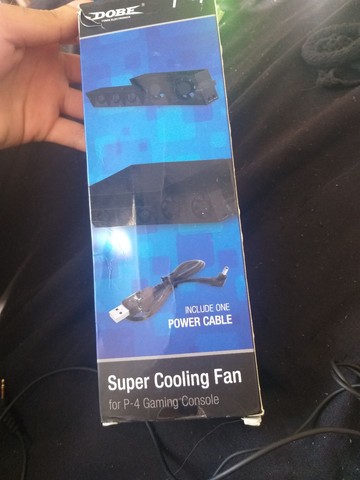 DOBE
INCLUDE ONE
POWER CABLE
Super Cooling Fan
for P-4 Gaming Console